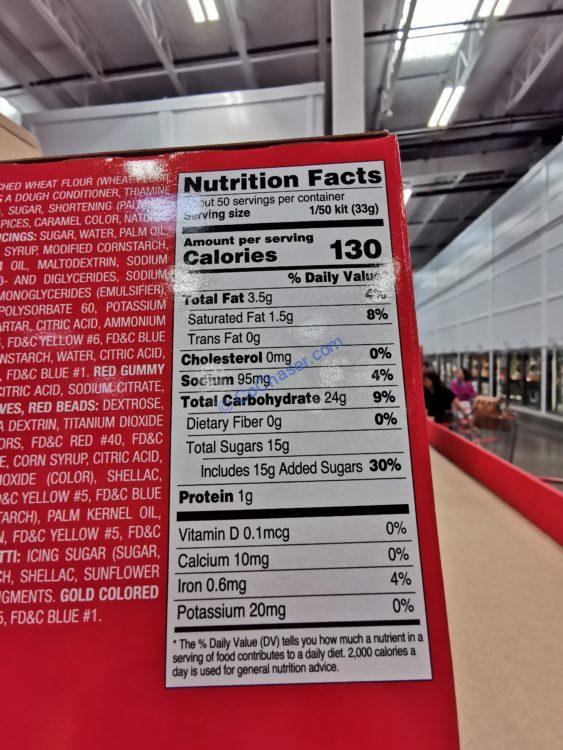 CHED WHEAT FLOUR (WHEAT
A DOUGH CONDITIONER, THIAMINE
SUGAR, SHORTENING (PALM
PICES, CARAMEL COLOR,
CINGS: SUGAR, WATER, PALM OIL,
SYRUP, MODIFIED CORNSTARCH,
OIL, MALTODEXTRIN, SODIUM
O- AND DIGLYCERIDES, SODIUM
MONOGLYCERIDES (EMULSIFIER),
POLYSORBATE 60, POTASSIUM
ARTAR, CITRIC ACID, AMMONIUM
, FD&C YELLOW #6, FD&C BLUE
NSTARCH, WATER, CITRIC ACID,
, FD&C BLUE #1. RED GUMMY
CITRIC ACID, SODIUM CITRATE,
VES, RED BEADS: DEXTROSE,
A DEXTRIN, TITANIUM DIOXIDE
ORS, FD&C RED #40, FD&C
E, CORN SYRUP, CITRIC ACID,
OXIDE (COLOR), SHELLAC,
&C YELLOW #5, FD&C BLUE
TARCH), PALM KERNEL OIL,
N, FD&C YELLOW #5, FD&C
TTI: ICING SUGAR (SUGAR,
CH, SHELLAC, SUNFLOWER
GMENTS. GOLD COLORED
5, FD&C BLUE #1.
Nutrition Facts
out 50 servings per container
Serving size 1/50 kit (33g)
Amount per serving
Calories 130
% Daily Value*
Total Fat 3.5g 4%
Saturated Fat 1.5g 8%
Trans Fat 0g
Cholesterol 0mg 0%
Sodium 95mg 4%
Total Carbohydrate 24g 9%
Dietary Fiber 0g 0%
Total Sugars 15g
Includes 15g Added Sugars 30%
Protein 1g
Vitamin D 0.1mcg 0%
Calcium 10mg 0%
Iron 0.6mg 4%
Potassium 20mg 0%
* The % Daily Value (DV) tells you how much a nutrient in a
serving of food contributes to a daily diet. 2,000 calories a
day is used for general nutrition advice.